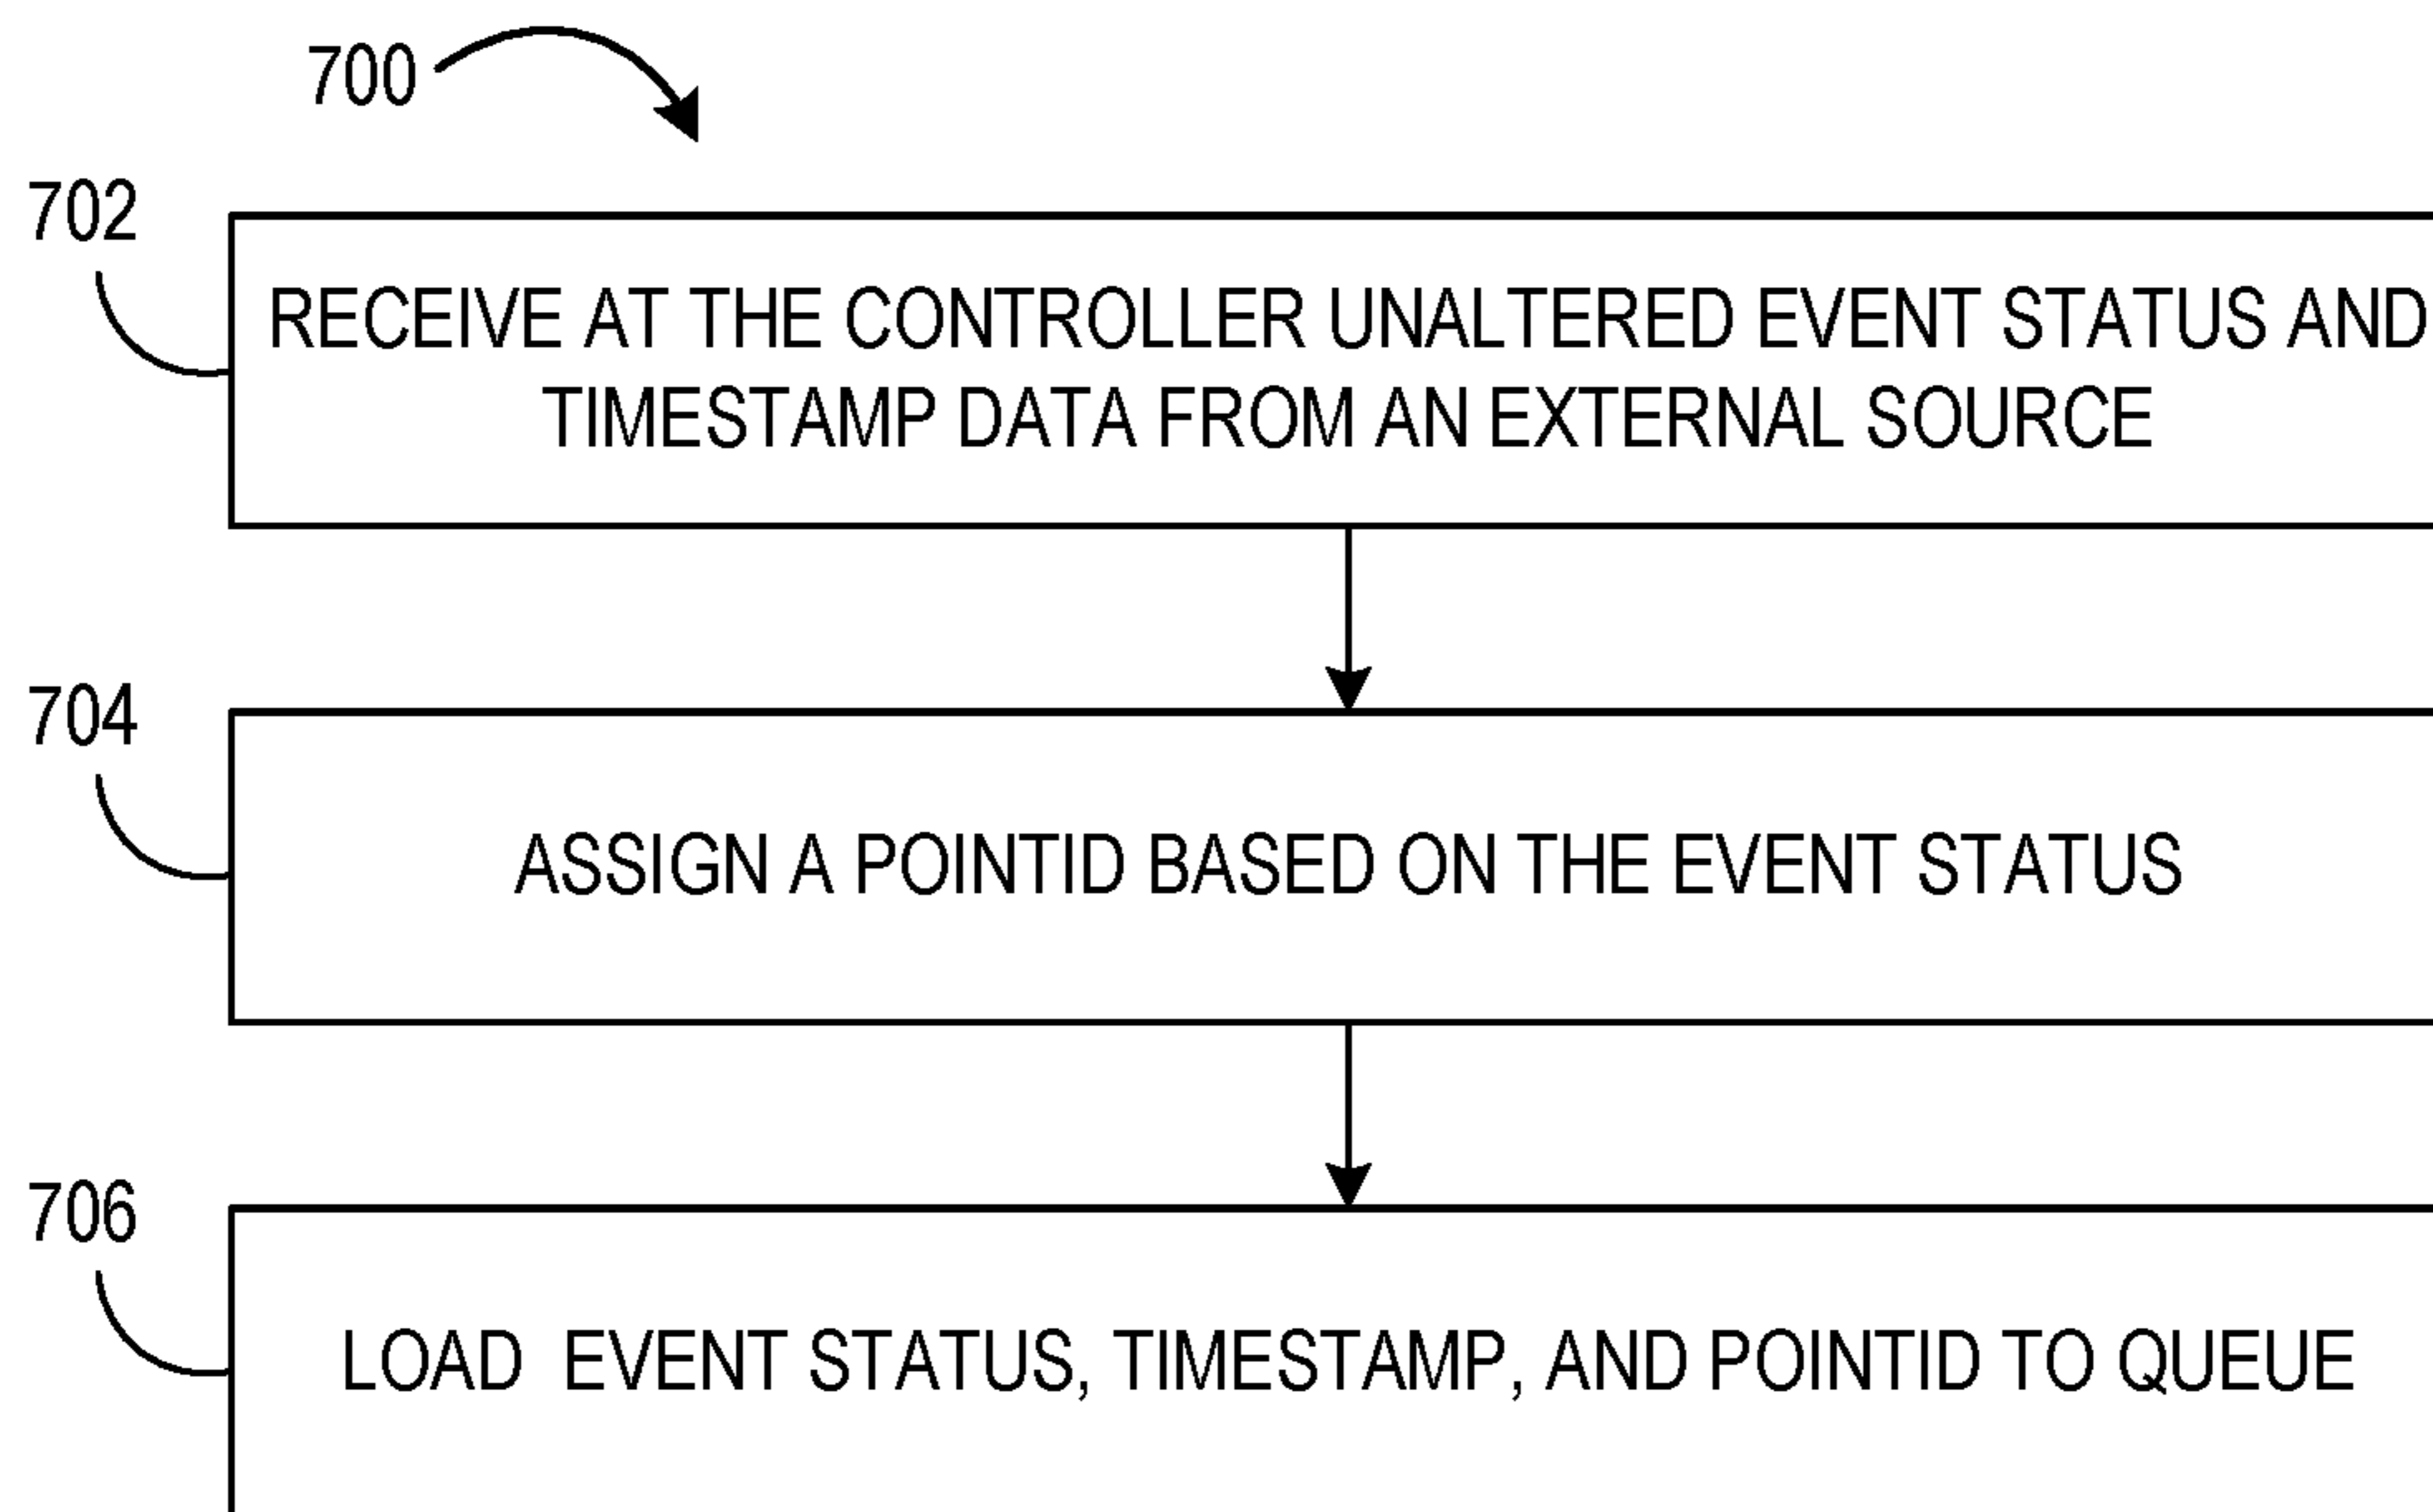 700
702
RECEIVE AT THE CONTROLLER UNALTERED EVENT STATUS AND
TIMESTAMP DATA FROM AN EXTERNAL SOURCE
704
ASSIGN A POINTID BASED ON THE EVENT STATUS
706
LOAD  EVENT STATUS, TIMESTAMP, AND POINTID TO QUEUE